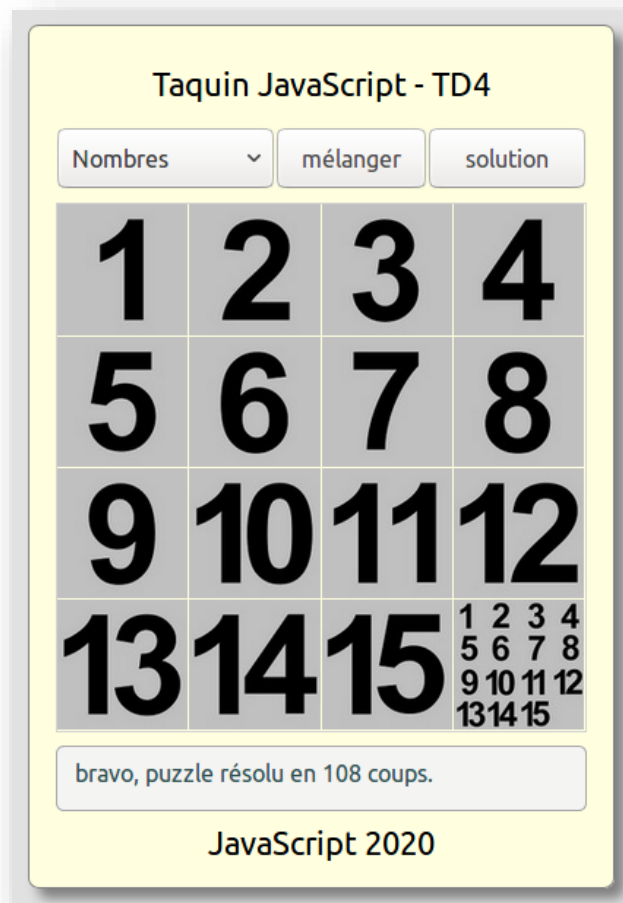 Taquin JavaScript - TD4
Nombres mélanger solution
1 2 3 4
5 6 7 8
9 10 11 12
13 14 15
1 2 3 4
5 6 7 8
9 10 11 12
13 14 15
bravo, puzzle résolu en 108 coups.
JavaScript 2020